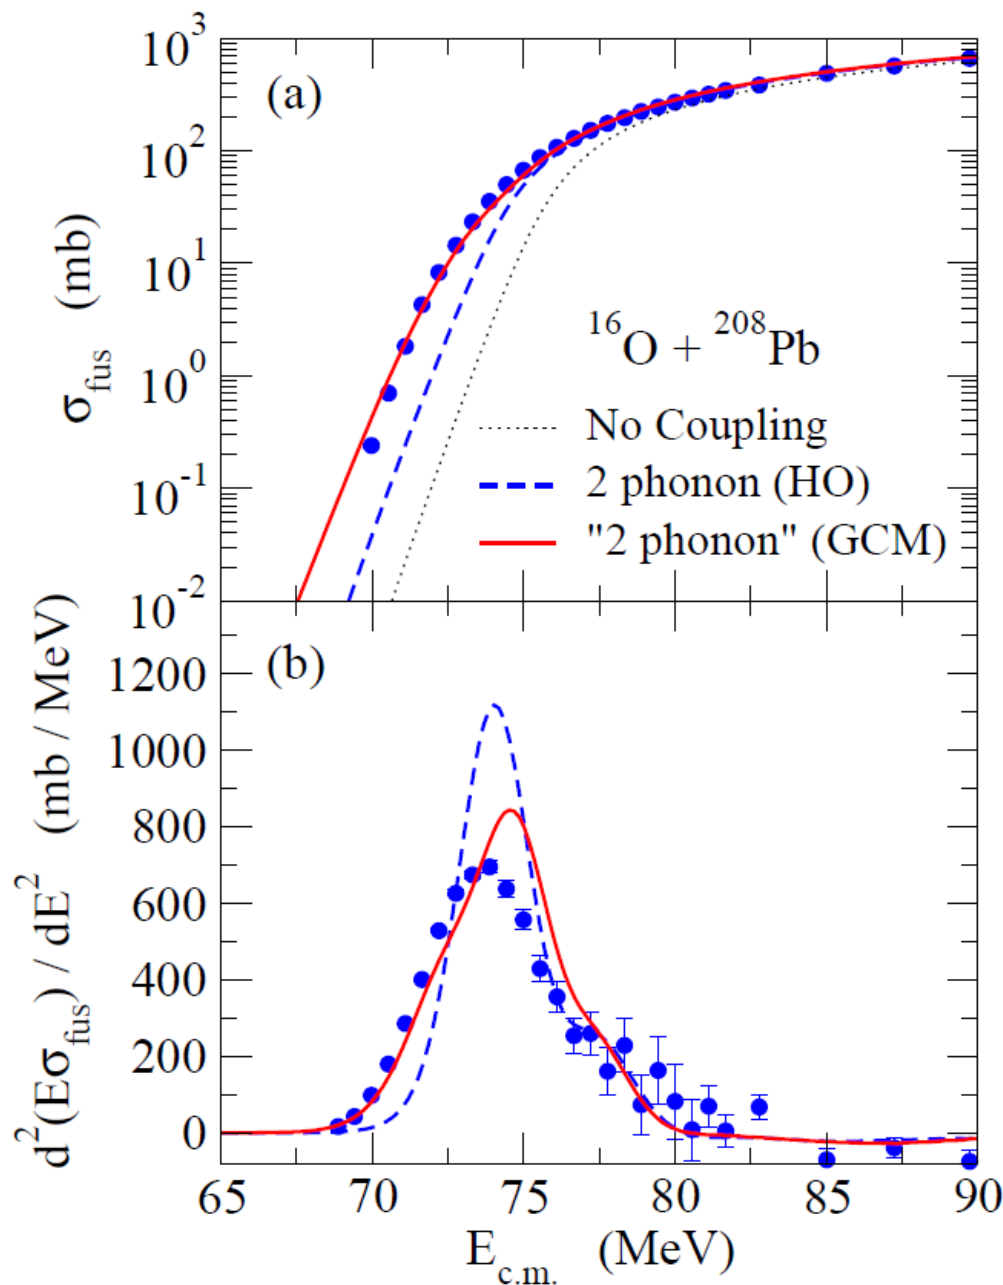 (a)
10^3
10^2
10^1
10^0
10^-1
10^-2
σ_fus (mb)
^16O + ^208Pb
No Coupling
2 phonon (HO)
"2 phonon" (GCM)
(b)
1200
1000
800
600
400
200
0
d^2(Eσ_fus) / dE^2 (mb / MeV)
65 70 75 80 85 90
E_c.m. (MeV)